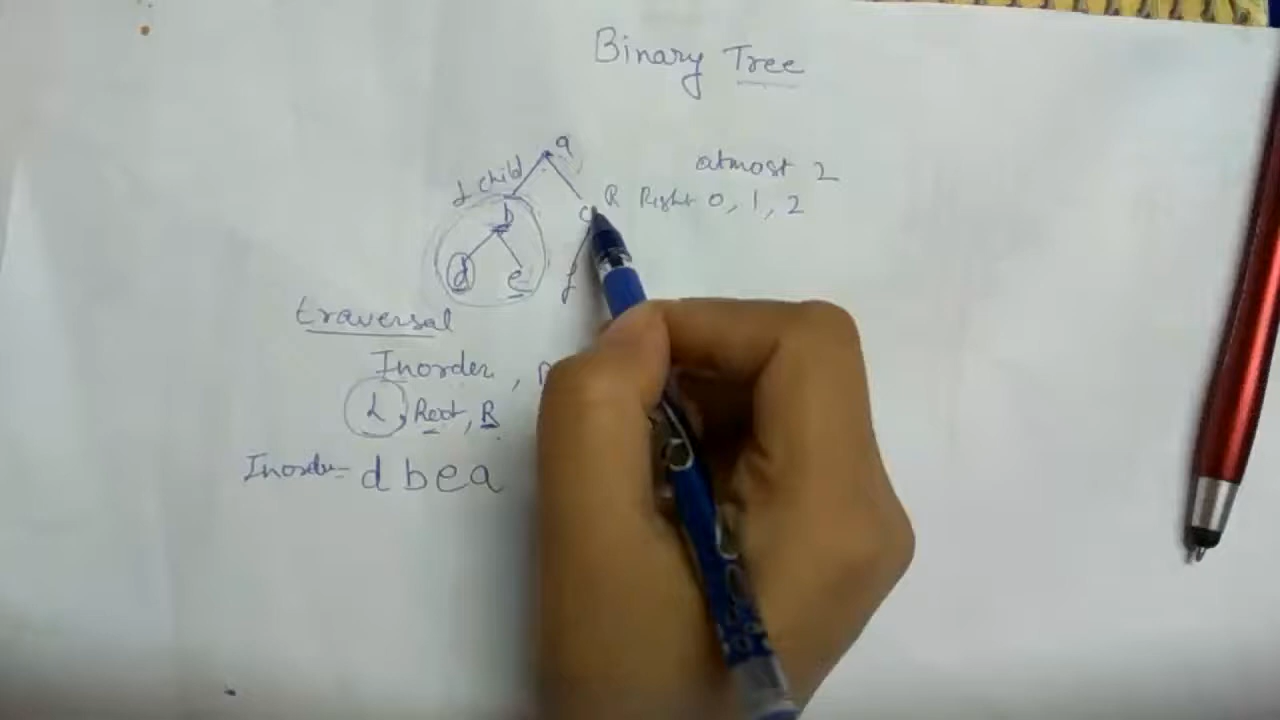 Binary Tree
a
L child
atmost 2
b
c R Right 0, 1, 2
d e f
traversal
Inorder,
L, Root, R
Inorder = d b e a